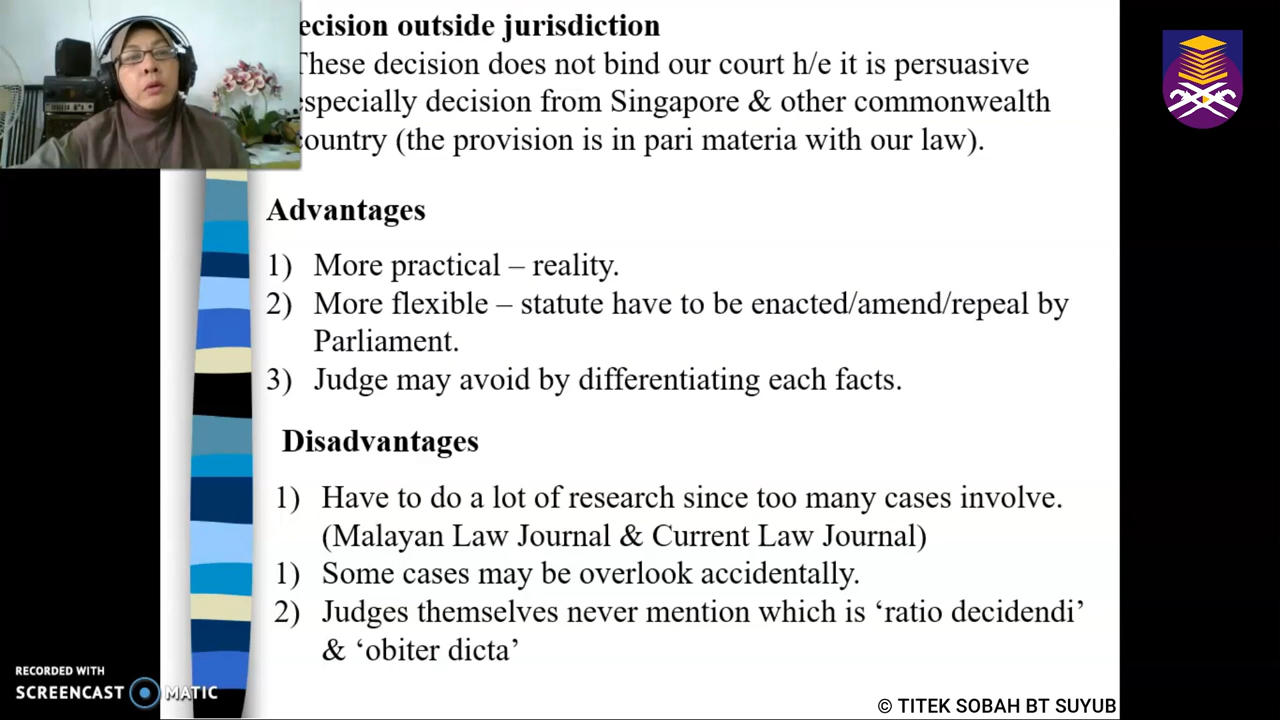 ecision outside jurisdiction
These decision does not bind our court h/e it is persuasive
especially decision from Singapore & other commonwealth
country (the provision is in pari materia with our law).
Advantages
1) More practical – reality.
2) More flexible – statute have to be enacted/amend/repeal by
Parliament.
3) Judge may avoid by differentiating each facts.
Disadvantages
1) Have to do a lot of research since too many cases involve.
(Malayan Law Journal & Current Law Journal)
1) Some cases may be overlook accidentally.
2) Judges themselves never mention which is ‘ratio decidendi’
& ‘obiter dicta’
RECORDED WITH
SCREENCAST MATIC
© TITEK SOBAH BT SUYUB